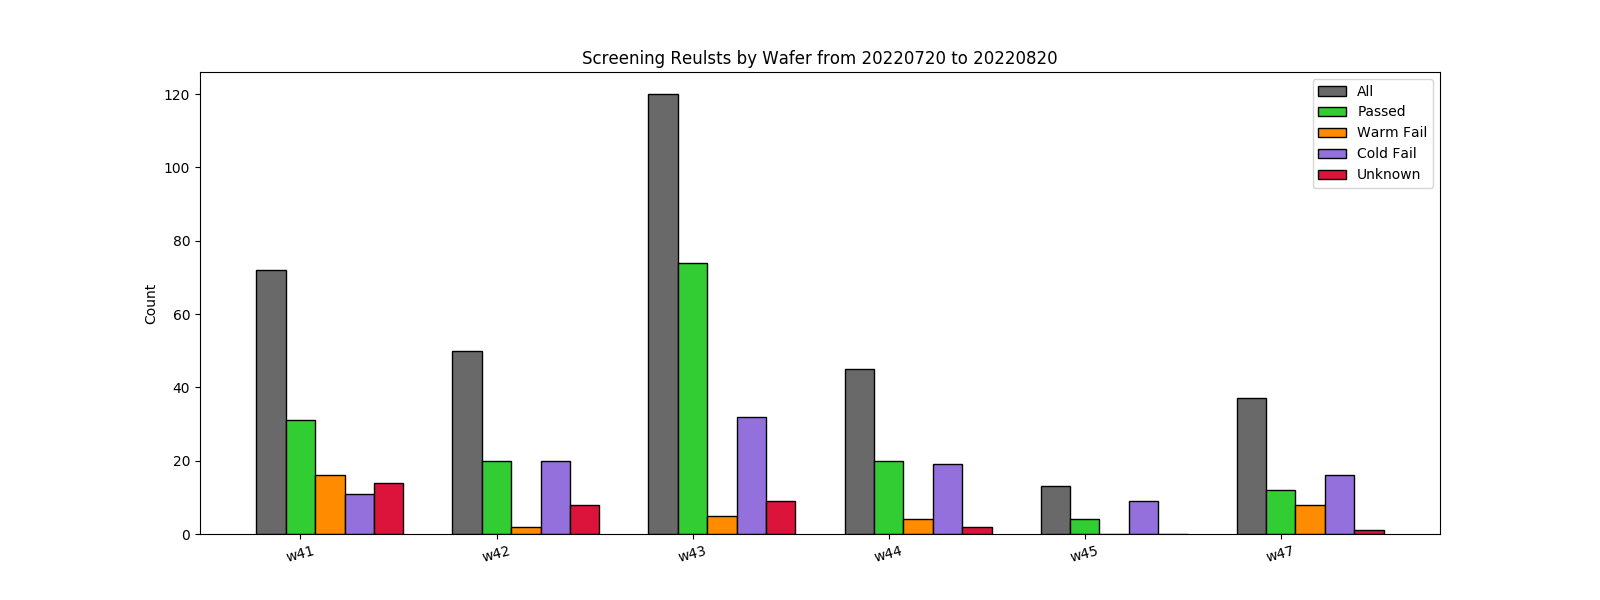 Screening Reulsts by Wafer from 20220720 to 20220820
All
Passed
Warm Fail
Cold Fail
Unknown
Count
120
100
80
60
40
20
0
w41
w42
w43
w44
w45
w47